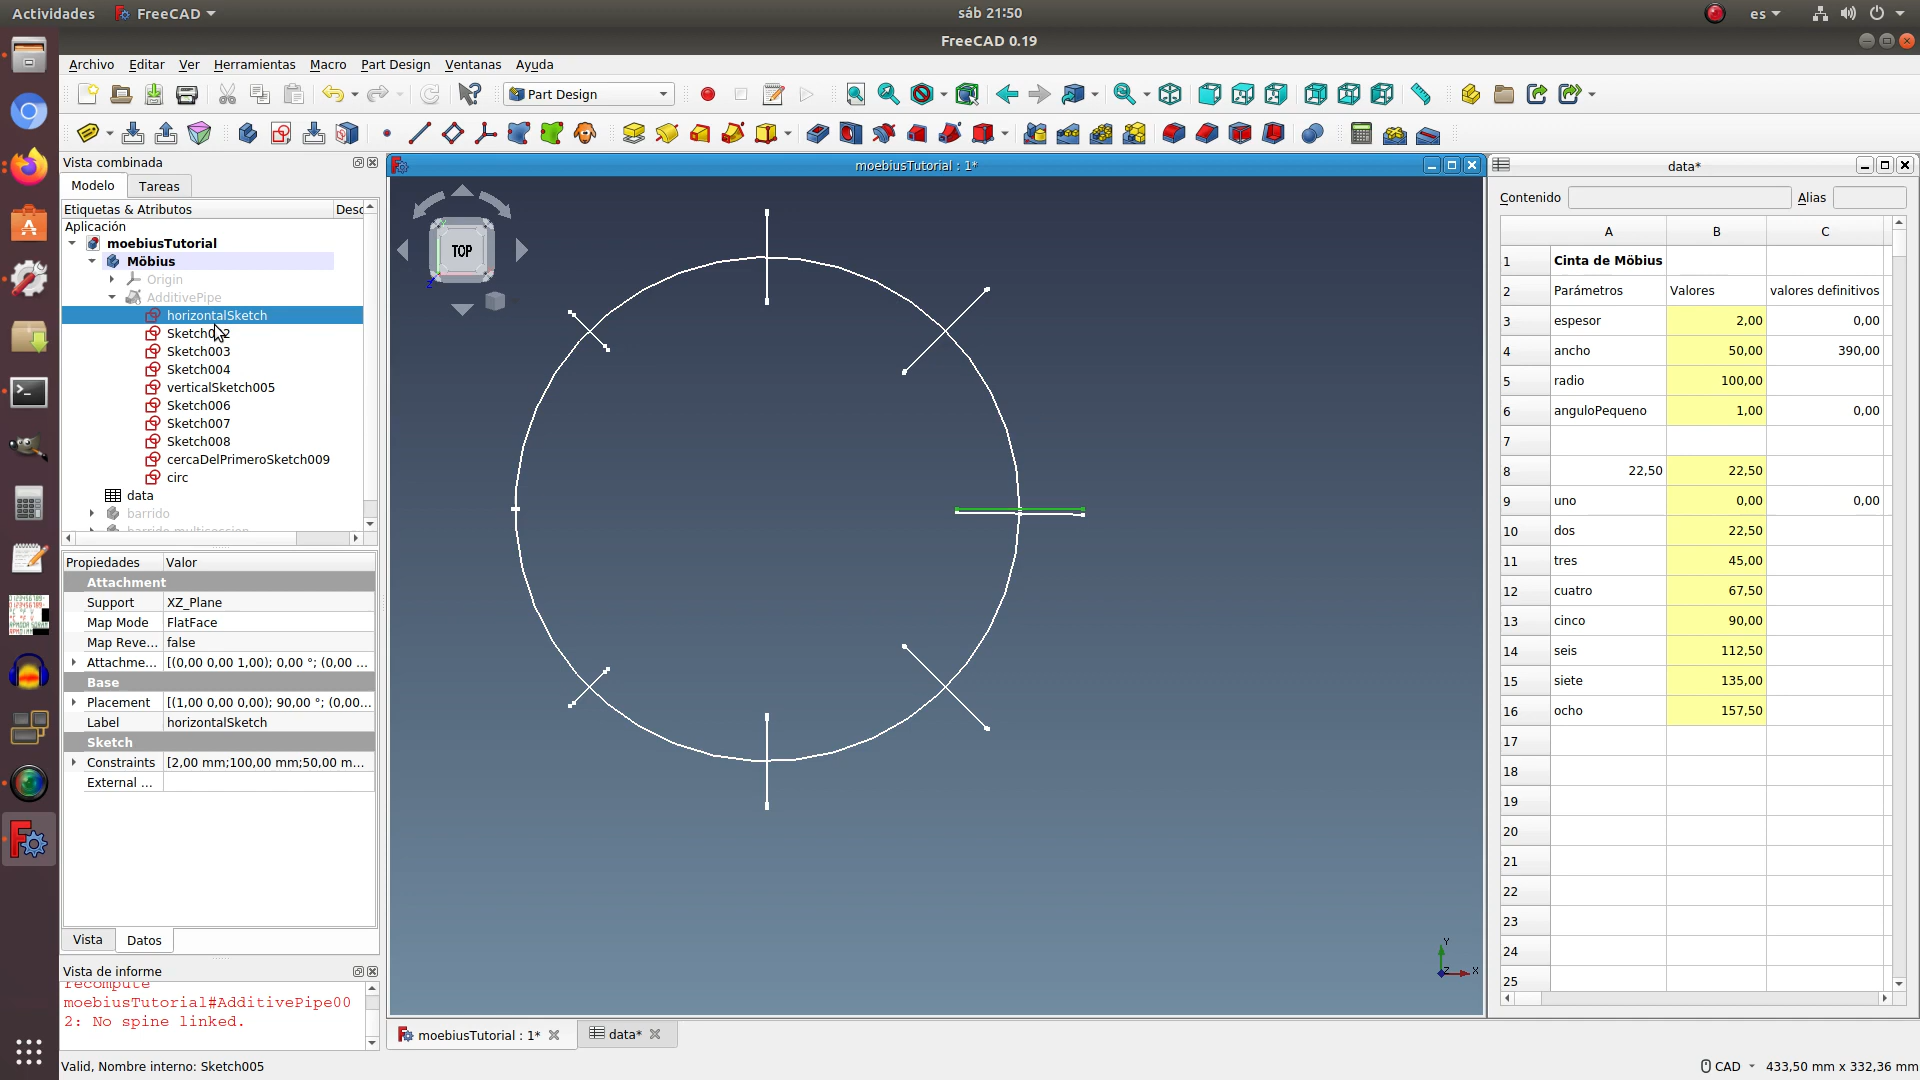 Actividades FreeCAD sáb 21:50 es
FreeCAD 0.19
Archivo Editar Ver Herramientas Macro Part Design Ventanas Ayuda
Part Design
Vista combinada
Modelo Tareas
Etiquetas & Atributos Desc
Aplicación
moebiusTutorial
Möbius
Origin
AdditivePipe
horizontalSketch
Sketch
Sketch003
Sketch004
verticalSketch005
Sketch006
Sketch007
Sketch008
cercaDelPrimeroSketch009
circ
data
barrido
Propiedades Valor
Attachment
Support XZ_Plane
Map Mode FlatFace
Map Reve... false
Attachme... [(0,00 0,00 1,00); 0,00 °; (0,00 ...
Base
Placement [(1,00 0,00 0,00); 90,00 °; (0,00...
Label horizontalSketch
Sketch
Constraints [2,00 mm;100,00 mm;50,00 m...
External ...
Vista Datos
Vista de informe
recompute
moebiusTutorial#AdditivePipe00
2: No spine linked.
Valid, Nombre interno: Sketch005
moebiusTutorial : 1*
TOP
Y
Z X
moebiusTutorial : 1* data*
data*
Contenido Alias
A B C
1 Cinta de Möbius
2 Parámetros Valores valores definitivos
3 espesor 2,00 0,00
4 ancho 50,00 390,00
5 radio 100,00
6 anguloPequeno 1,00 0,00
7
8 22,50 22,50
9 uno 0,00 0,00
10 dos 22,50
11 tres 45,00
12 cuatro 67,50
13 cinco 90,00
14 seis 112,50
15 siete 135,00
16 ocho 157,50
17
18
19
20
21
22
23
24
25
CAD 433,50 mm x 332,36 mm